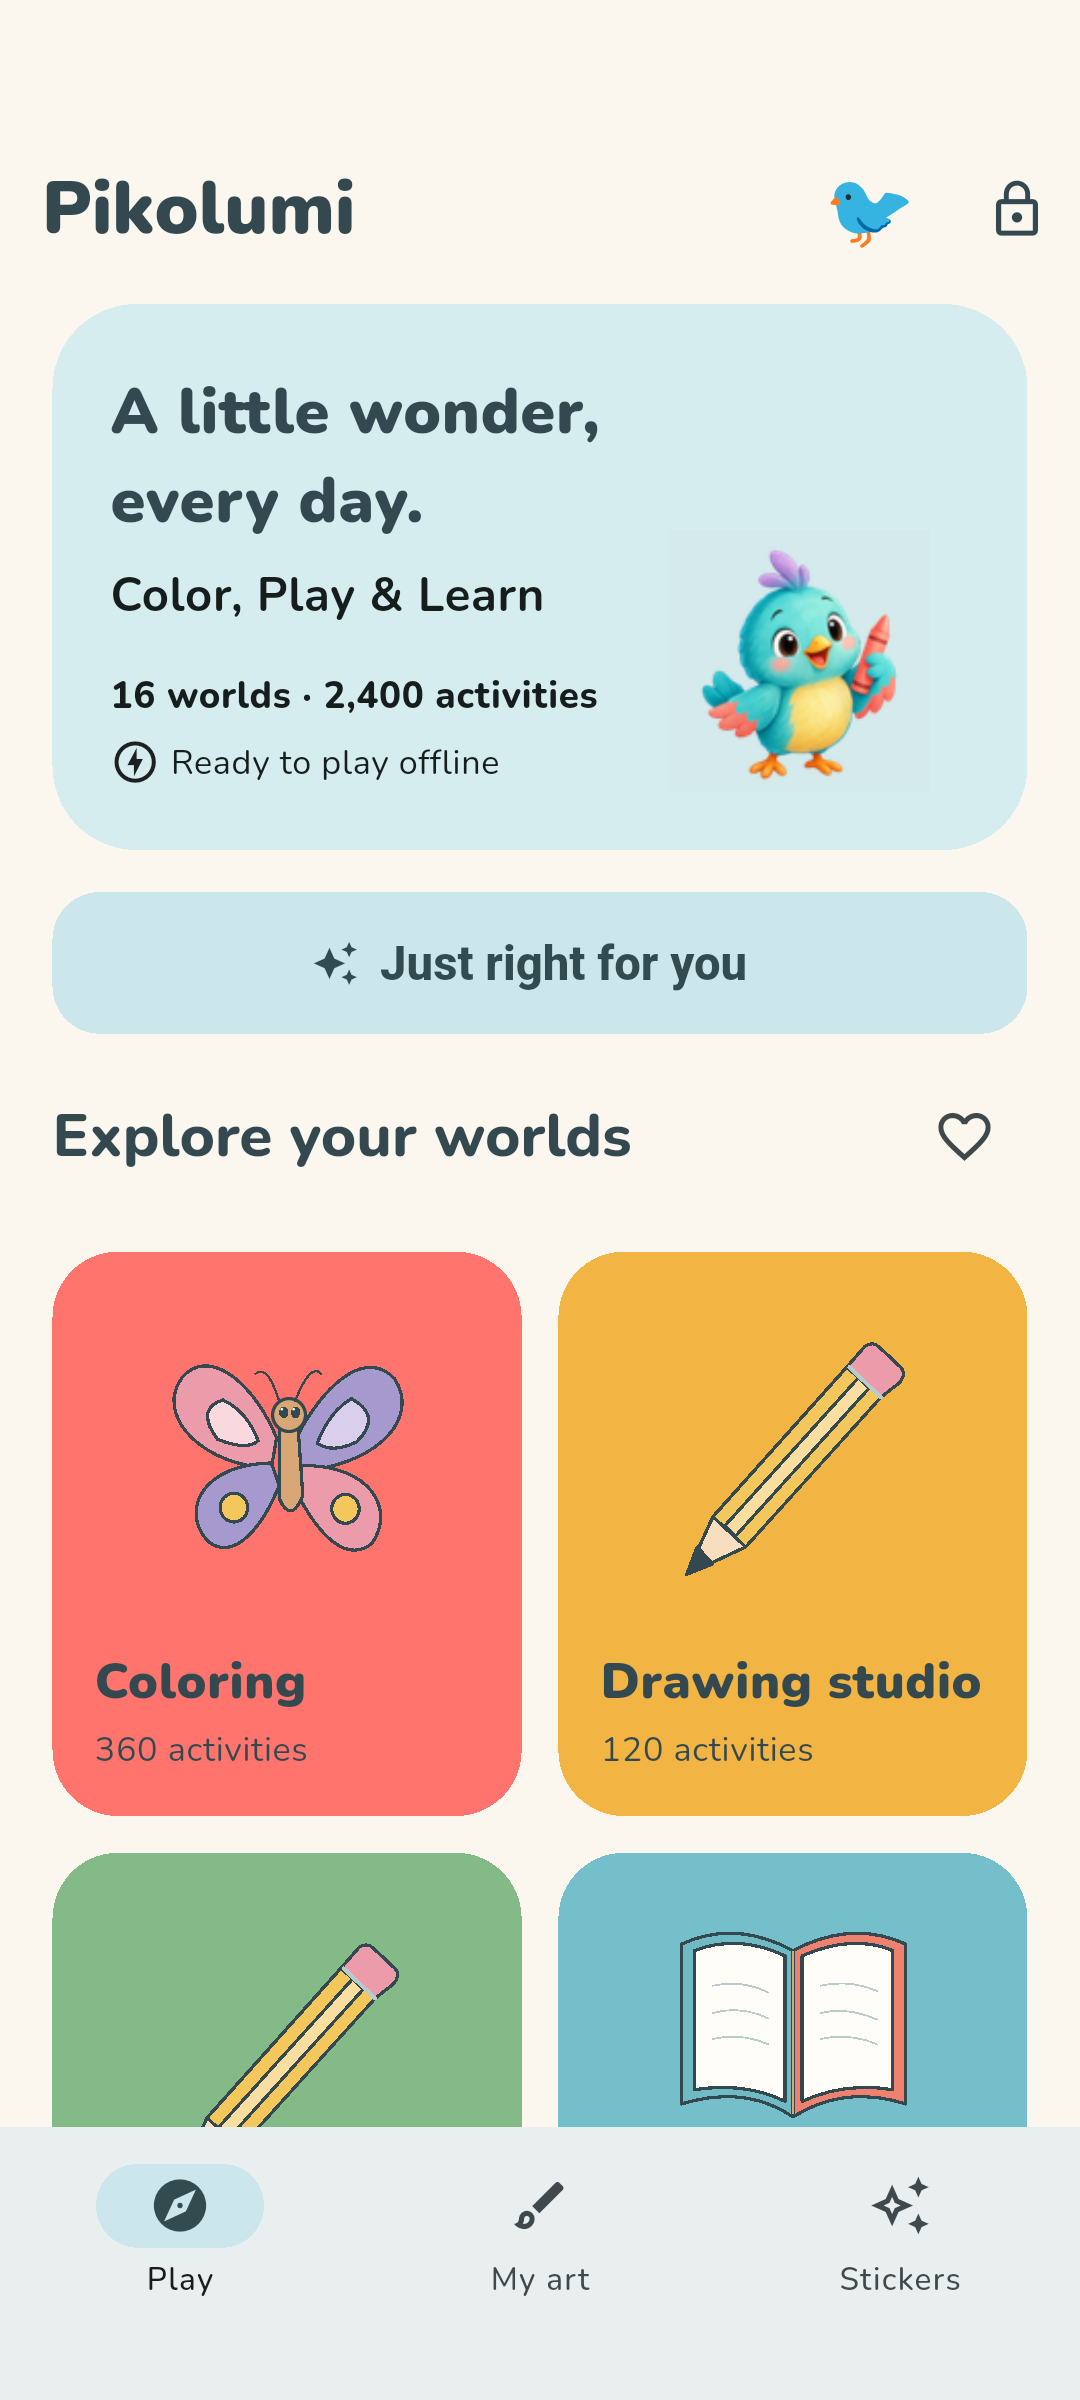 Pikolumi
A little wonder,
every day.
Color, Play & Learn
16 worlds · 2,400 activities
Ready to play offline
Just right for you
Explore your worlds
Coloring
360 activities
Drawing studio
120 activities
Play
My art
Stickers